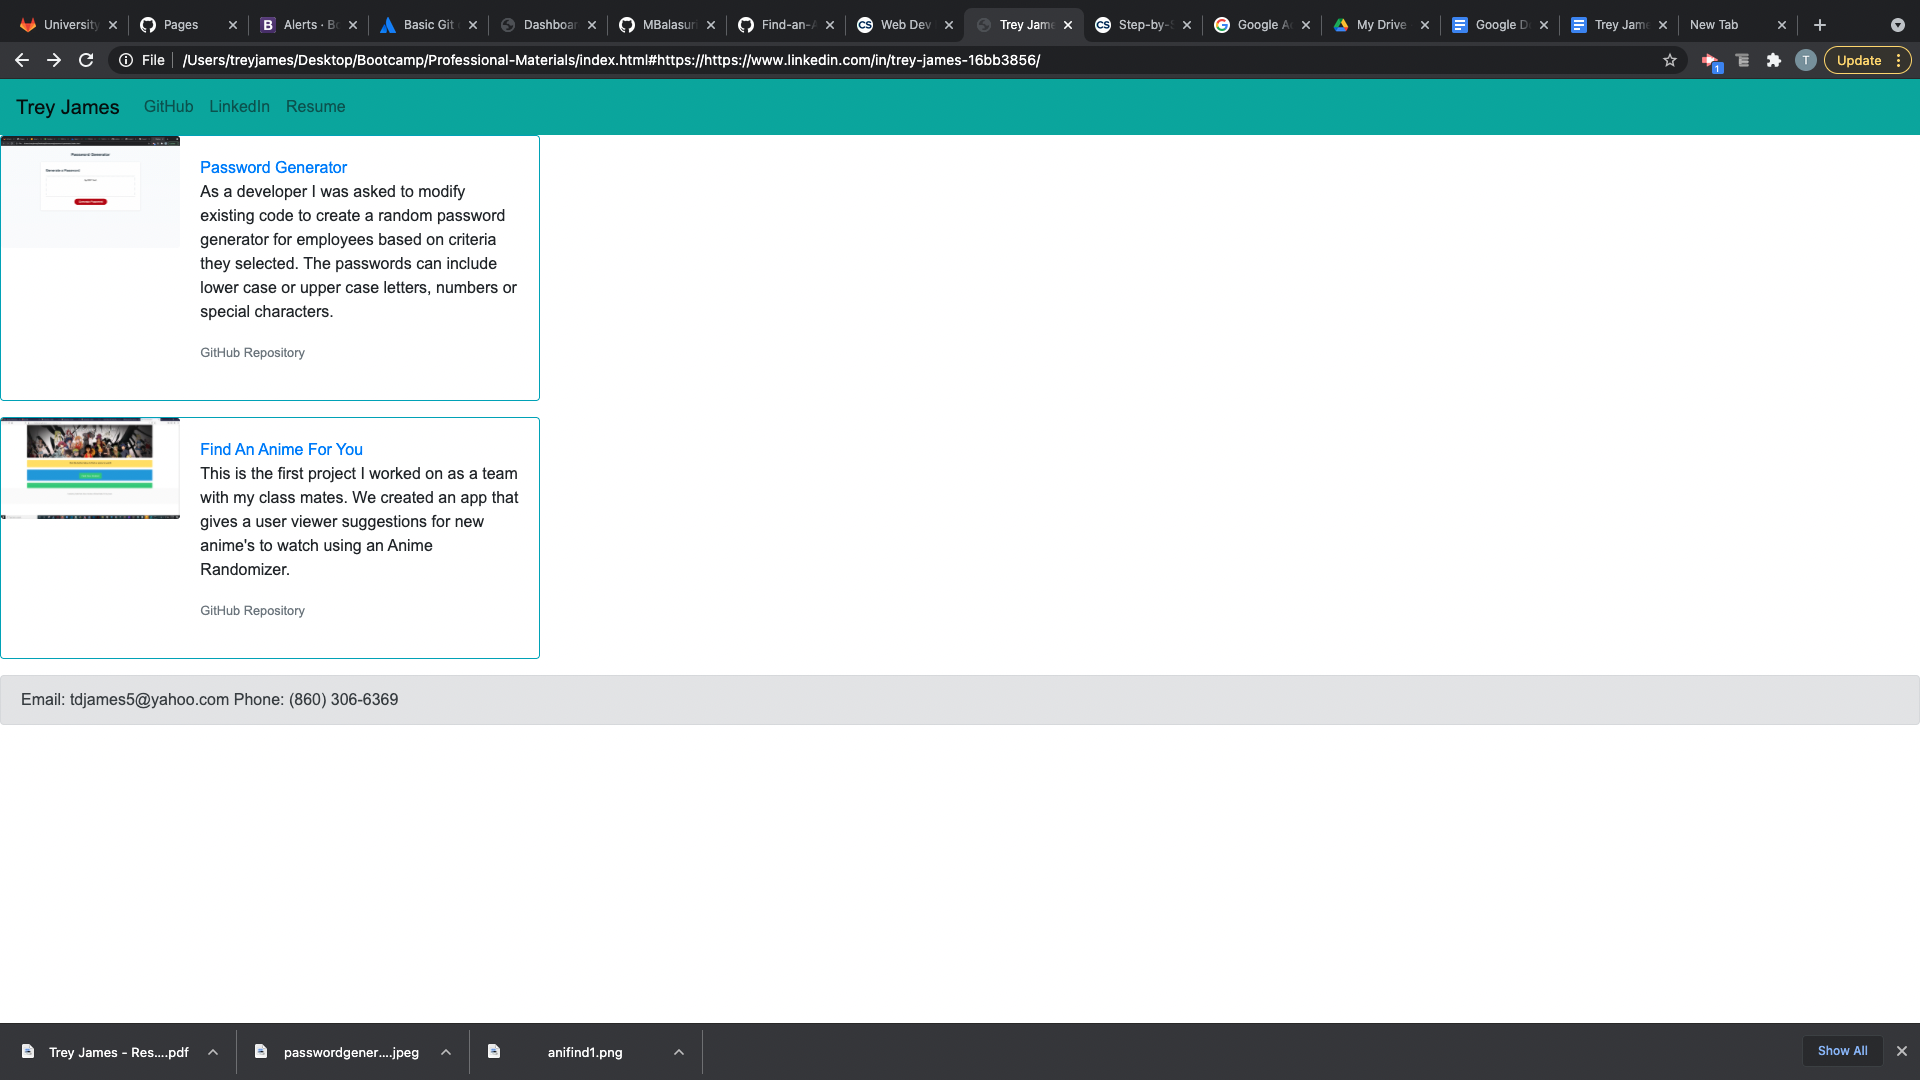 University
Pages
Alerts · Bo
Basic Git
Dashboar
MBalasuri
Find-an-A
Web Dev
Trey Jame
Step-by-S
Google Ac
My Drive
Google D
Trey Jame
New Tab
File
/Users/treyjames/Desktop/Bootcamp/Professional-Materials/index.html#https://https://www.linkedin.com/in/trey-james-16bb3856/
1
T
Update
Trey James GitHub LinkedIn Resume
Password Generator
Password Generator
As a developer I was asked to modify
existing code to create a random password
generator for employees based on criteria
they selected. The passwords can include
lower case or upper case letters, numbers or
special characters.
GitHub Repository
Find An Anime For You
This is the first project I worked on as a team
with my class mates. We created an app that
gives a user viewer suggestions for new
anime's to watch using an Anime
Randomizer.
GitHub Repository
Email: tdjames5@yahoo.com Phone: (860) 306-6369
Trey James - Res....pdf
passwordgener....jpeg
anifind1.png
Show All